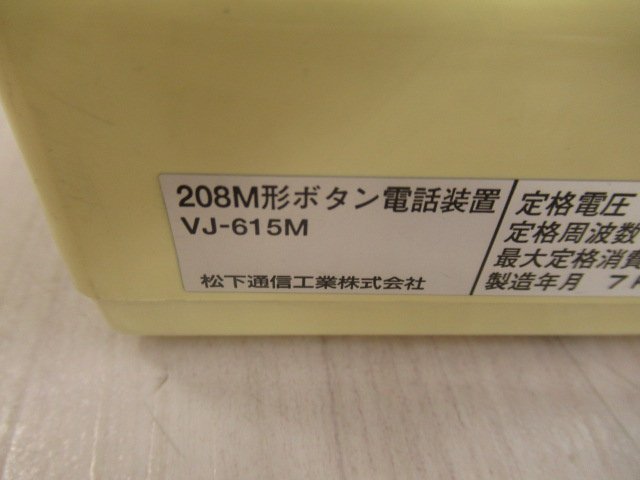 208M形ボタン電話装置
VJ-615M
松下通信工業株式会社
定格電圧
定格周波数
最大定格消費
製造年月 7